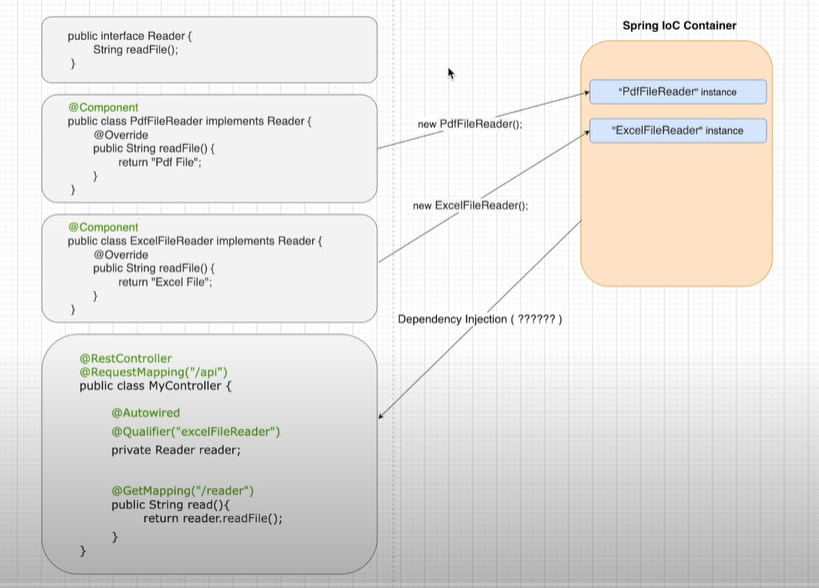 public interface Reader {
String readFile();
}
@Component
public class PdfFileReader implements Reader {
@Override
public String readFile() {
return "Pdf File";
}
}
@Component
public class ExcelFileReader implements Reader {
@Override
public String readFile() {
return "Excel File";
}
}
@RestController
@RequestMapping("/api")
public class MyController {
@Autowired
@Qualifier("excelFileReader")
private Reader reader;
@GetMapping("/reader")
public String read(){
return reader.readFile();
}
}
new PdfFileReader();
new ExcelFileReader();
Dependency Injection ( ?????? )
Spring IoC Container
"PdfFileReader" instance
"ExcelFileReader" instance